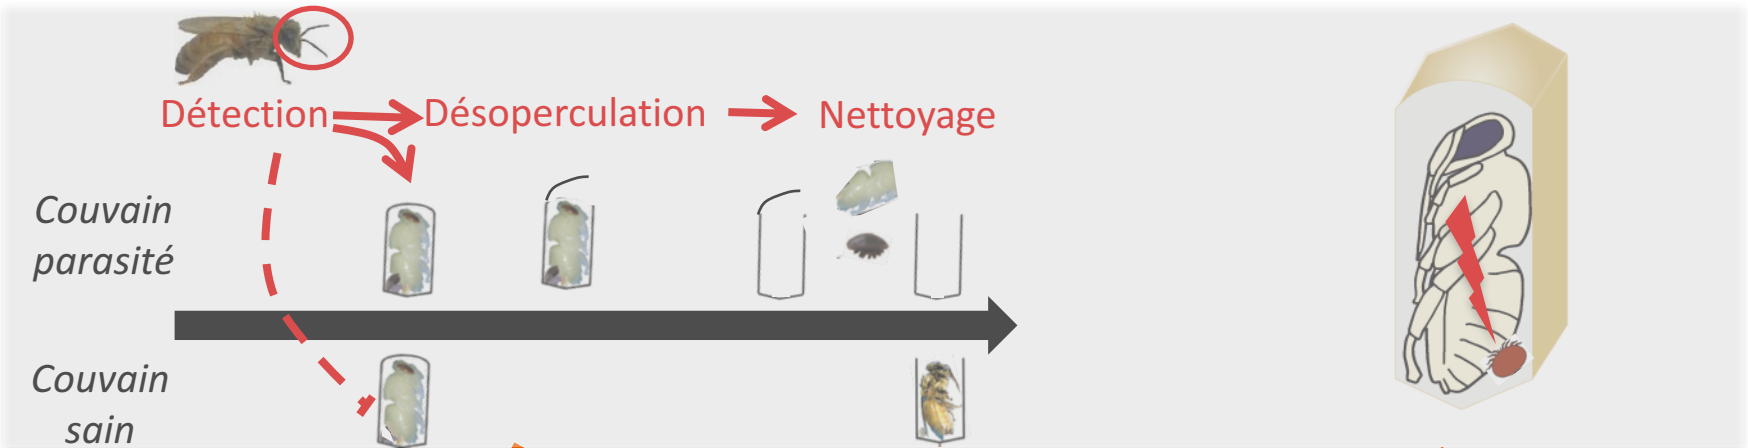 Détection
Désoperculation
Nettoyage
Couvain
parasité
Couvain
sain